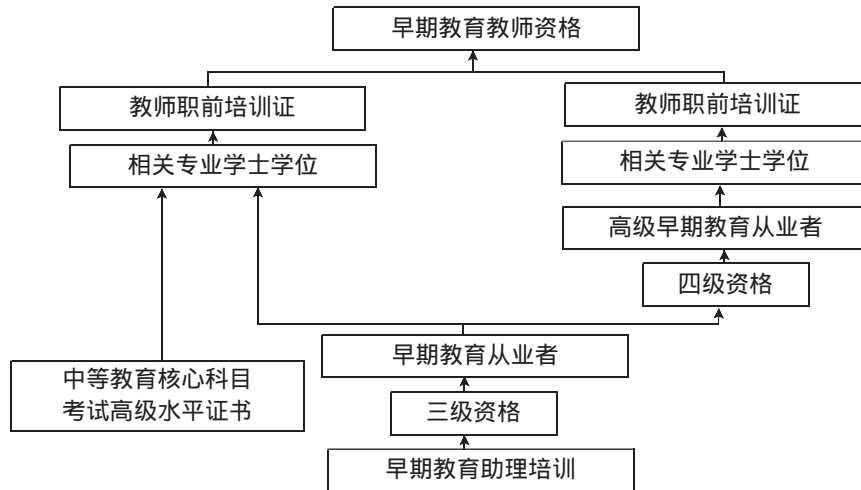 早期教育教师资格
教师职前培训证
教师职前培训证
相关专业学士学位
相关专业学士学位
高级早期教育从业者
四级资格
早期教育从业者
中等教育核心科目
考试高级水平证书
三级资格
早期教育助理培训